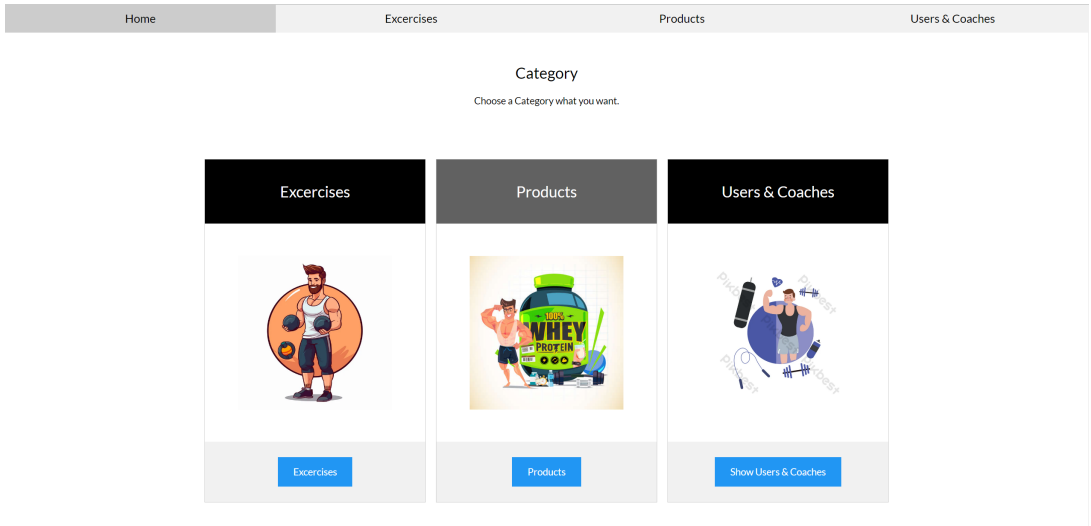 Home
Excercises
Products
Users & Coaches
Category
Choose a Category what you want.
Excercises
Products
Users & Coaches
100%
WHEY
PROTEIN
Pikbest
Pikbest
Pikbest
Excercises
Products
Show Users & Coaches